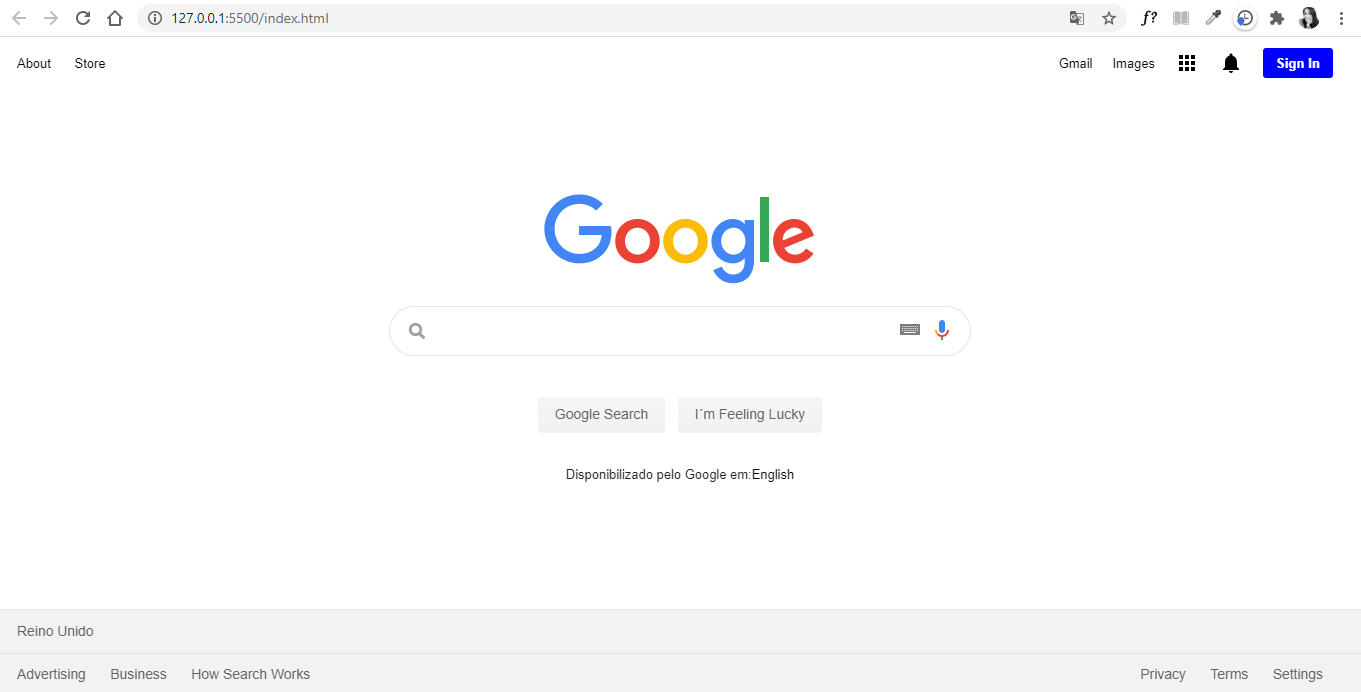 127.0.0.1:5500/index.html
f?
About Store Gmail Images Sign In
Google
Google Search I´m Feeling Lucky
Disponibilizado pelo Google em:English
Reino Unido
Advertising Business How Search Works Privacy Terms Settings